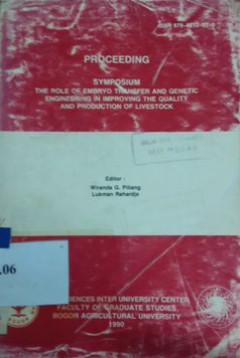 PROCEEDING
SYMPOSIUM
THE ROLE OF EMBRYO TRANSFER AND GENETIC
ENGINEERING IN IMPROVING THE QUALITY
AND PRODUCTION OF LIVESTOCK
Editor :
Wiranda G. Piliang
Lukman Rahardja
.06
SCIENCES INTER UNIVERSITY CENTER
FACULTY OF GRADUATE STUDIES
BOGOR AGRICULTURAL UNIVERSITY
1990